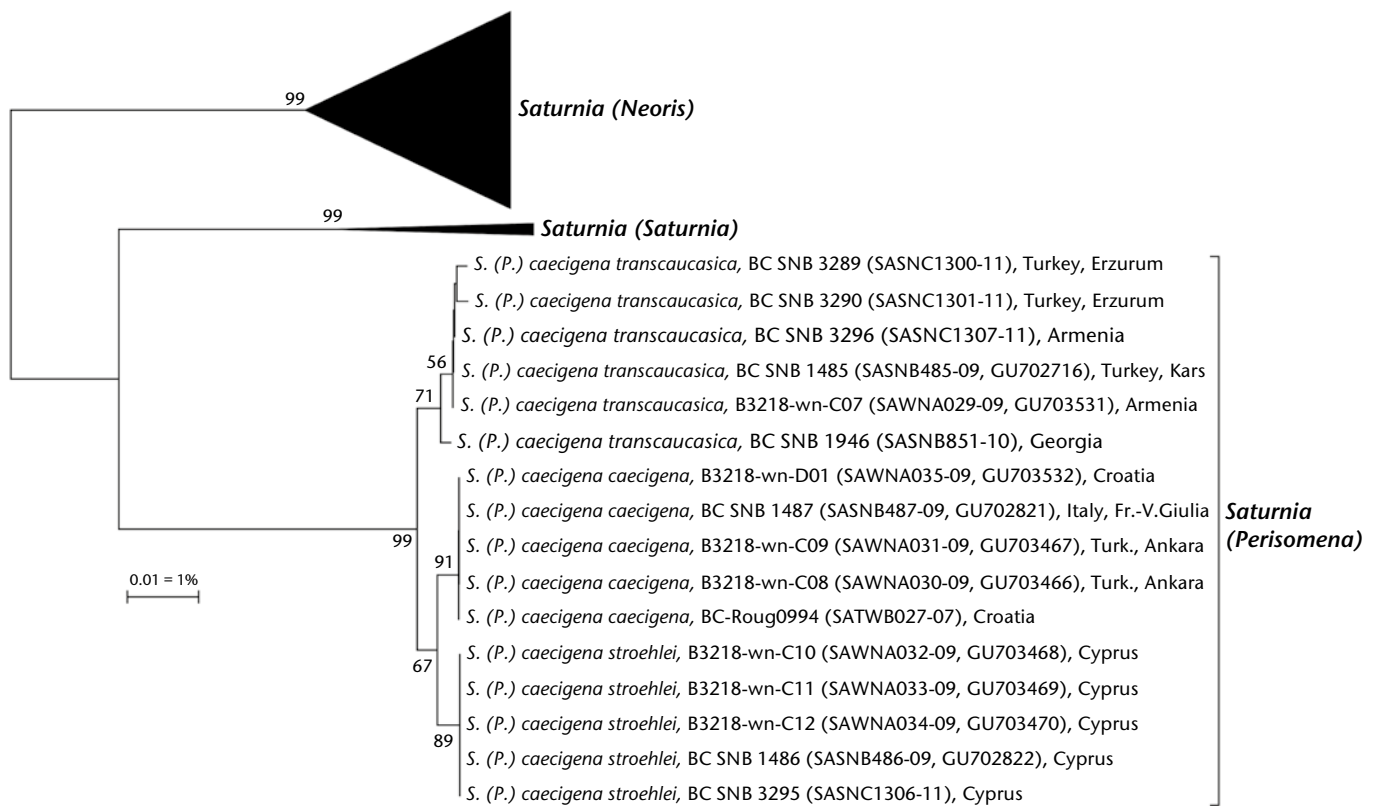 99
Saturnia (Neoris)
99
Saturnia (Saturnia)
S. (P.) caecigena transcaucasica, BC SNB 3289 (SASNC1300-11), Turkey, Erzurum
S. (P.) caecigena transcaucasica, BC SNB 3290 (SASNC1301-11), Turkey, Erzurum
S. (P.) caecigena transcaucasica, BC SNB 3296 (SASNC1307-11), Armenia
56
S. (P.) caecigena transcaucasica, BC SNB 1485 (SASNB485-09, GU702716), Turkey, Kars
71
S. (P.) caecigena transcaucasica, B3218-wn-C07 (SAWNA029-09, GU703531), Armenia
S. (P.) caecigena transcaucasica, BC SNB 1946 (SASNB851-10), Georgia
S. (P.) caecigena caecigena, B3218-wn-D01 (SAWNA035-09, GU703532), Croatia
S. (P.) caecigena caecigena, BC SNB 1487 (SASNB487-09, GU702821), Italy, Fr.-V.Giulia
Saturnia
(Perisomena)
99
S. (P.) caecigena caecigena, B3218-wn-C09 (SAWNA031-09, GU703467), Turk., Ankara
91
0.01 = 1%
S. (P.) caecigena caecigena, B3218-wn-C08 (SAWNA030-09, GU703466), Turk., Ankara
S. (P.) caecigena caecigena, BC-Roug0994 (SATWB027-07), Croatia
S. (P.) caecigena stroehlei, B3218-wn-C10 (SAWNA032-09, GU703468), Cyprus
67
S. (P.) caecigena stroehlei, B3218-wn-C11 (SAWNA033-09, GU703469), Cyprus
S. (P.) caecigena stroehlei, B3218-wn-C12 (SAWNA034-09, GU703470), Cyprus
89
S. (P.) caecigena stroehlei, BC SNB 1486 (SASNB486-09, GU702822), Cyprus
S. (P.) caecigena stroehlei, BC SNB 3295 (SASNC1306-11), Cyprus